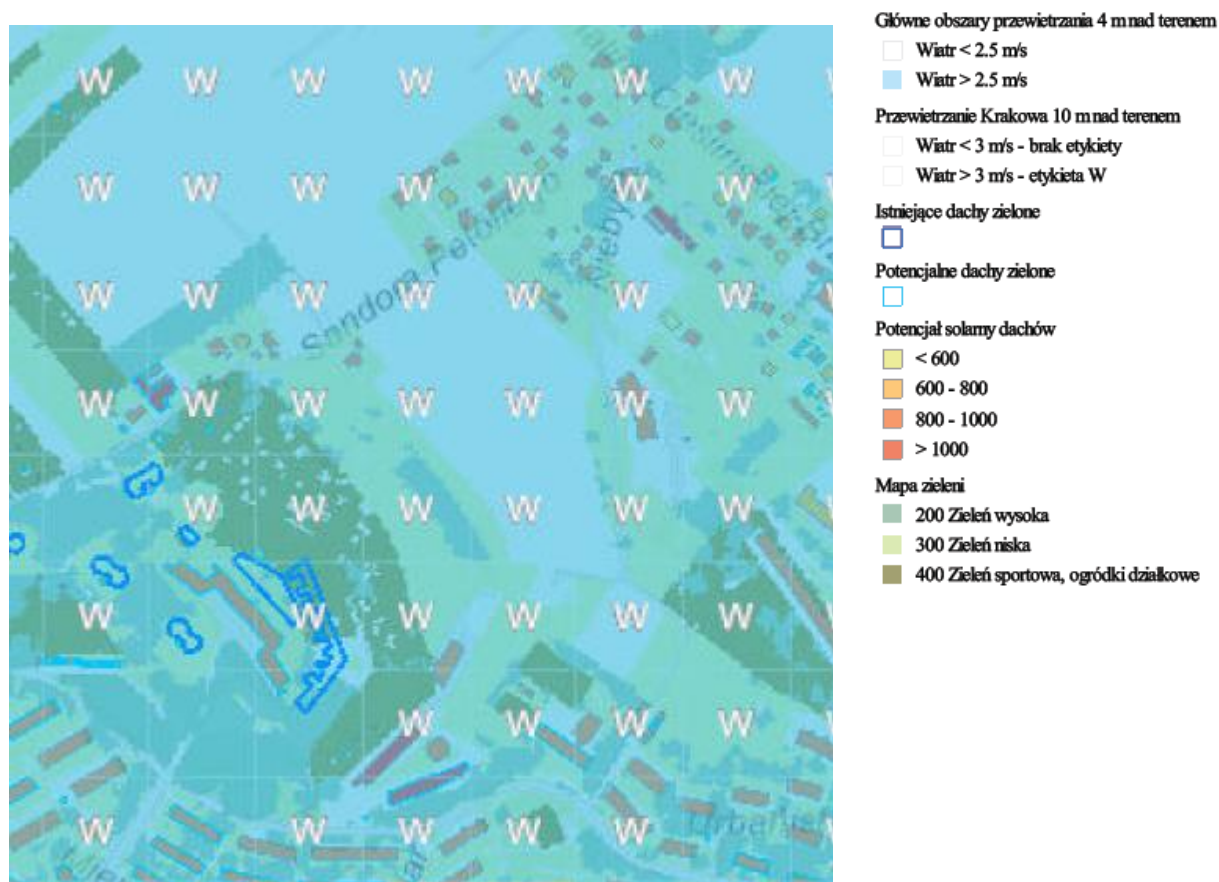 Główne obszary przewietrzania 4 m nad terenem
Wiatr < 2.5 m/s
Wiatr > 2.5 m/s
Przewietrzanie Krakowa 10 m nad terenem
Wiatr < 3 m/s - brak etykiety
Wiatr > 3 m/s - etykieta W
Istniejące dachy zielone
Potencjalne dachy zielone
Potencjał solarny dachów
< 600
600 - 800
800 - 1000
> 1000
Mapa zieleni
200 Zieleń wysoka
300 Zieleń niska
400 Zieleń sportowa, ogródki działkowe
W W W W W W W
W W W W W W W
W W W W W W W
Sandora
W W W W W W W
W W W W W W
W W W W W W
W W W W
W W W W W